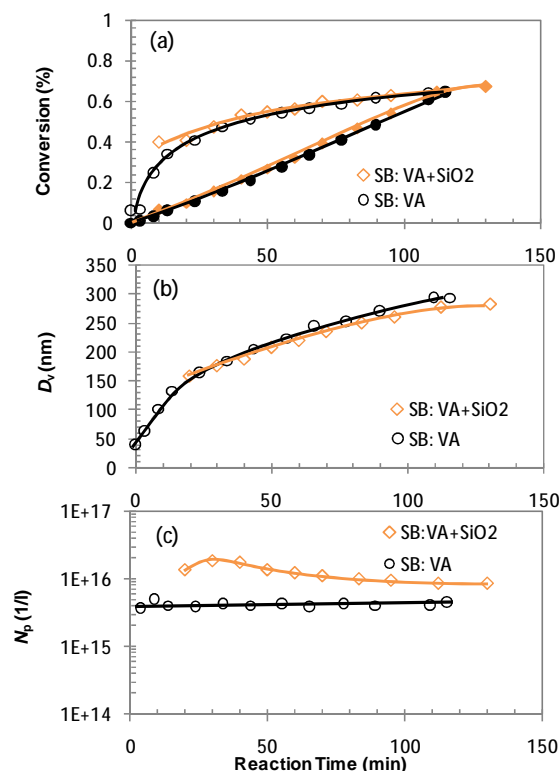 (a)
1
0.8
0.6
0.4
0.2
0
Conversion (%)
SB: VA+SiO2
SB: VA
0 50 100 150
(b)
350
300
250
200
150
100
50
0
Dv (nm)
SB: VA+SiO2
SB: VA
0 50 100 150
(c)
1E+17
1E+16
1E+15
1E+14
Np (1/l)
SB:VA+SiO2
SB: VA
0 50 100 150
Reaction Time (min)